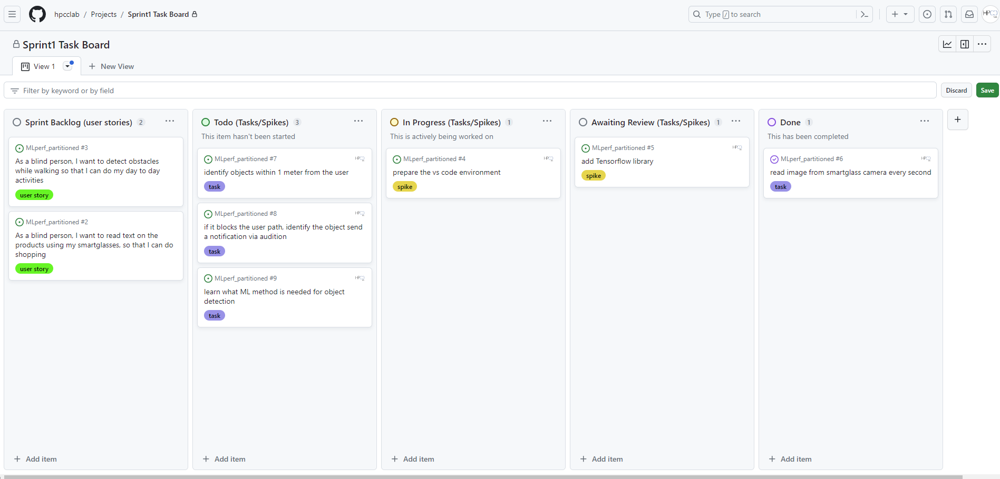 hpcclab / Projects / Sprint1 Task Board
Type / to search
Sprint1 Task Board
View 1
New View
Filter by keyword or by field
Discard
Save
Sprint Backlog (user stories) 2
MLperf_partitioned #3
As a blind person, I want to detect obstacles
while walking so that I can do my day to day
activities
user story
MLperf_partitioned #2
As a blind person, I want to read text on the
products using my smartglasses, so that I can do
shopping
user story
Add item
Todo (Tasks/Spikes) 3
This item hasn't been started
MLperf_partitioned #7
identify objects within 1 meter from the user
task
MLperf_partitioned #8
if it blocks the user path, identify the object send
a notification via audition
task
MLperf_partitioned #9
learn what ML method is needed for object
detection
task
Add item
In Progress (Tasks/Spikes) 1
This is actively being worked on
MLperf_partitioned #4
prepare the vs code environment
spike
Add item
Awaiting Review (Tasks/Spikes) 1
MLperf_partitioned #5
add Tensorflow library
spike
Add item
Done 1
This has been completed
MLperf_partitioned #6
read image from smartglass camera every second
task
Add item